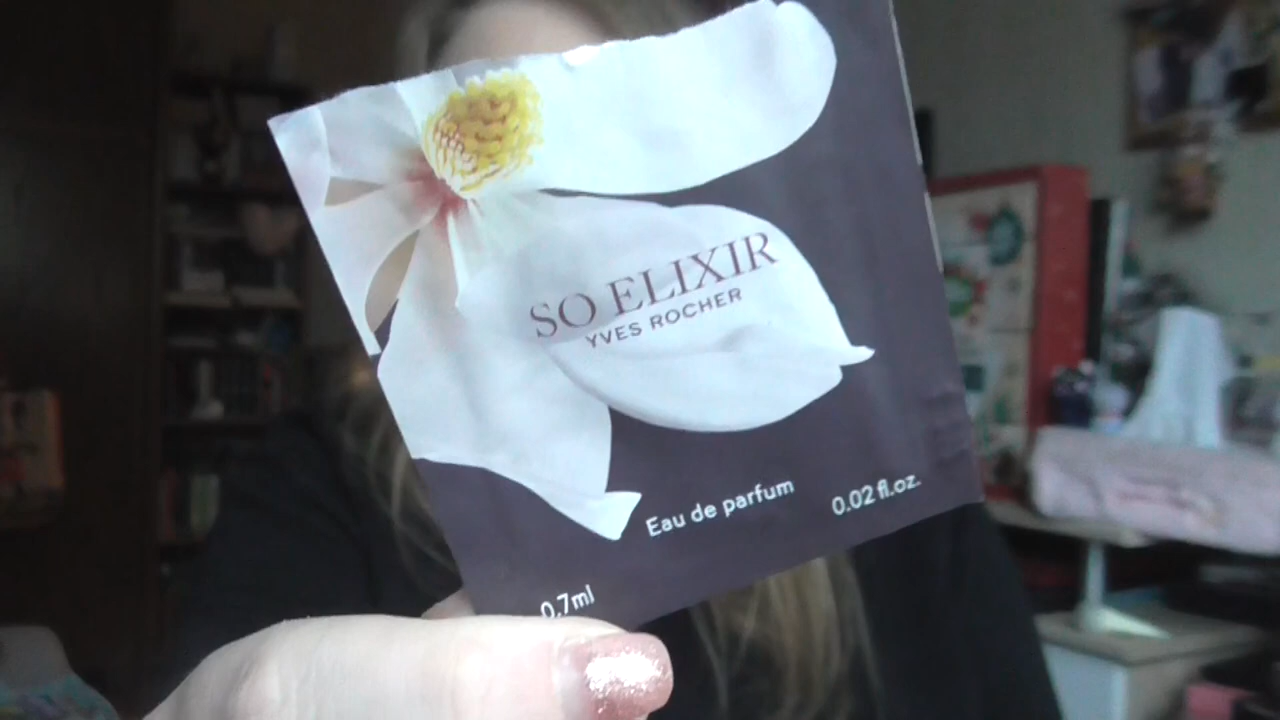 SO ELIXIR
YVES ROCHER
Eau de parfum
0.02 fl.oz.
0,7ml